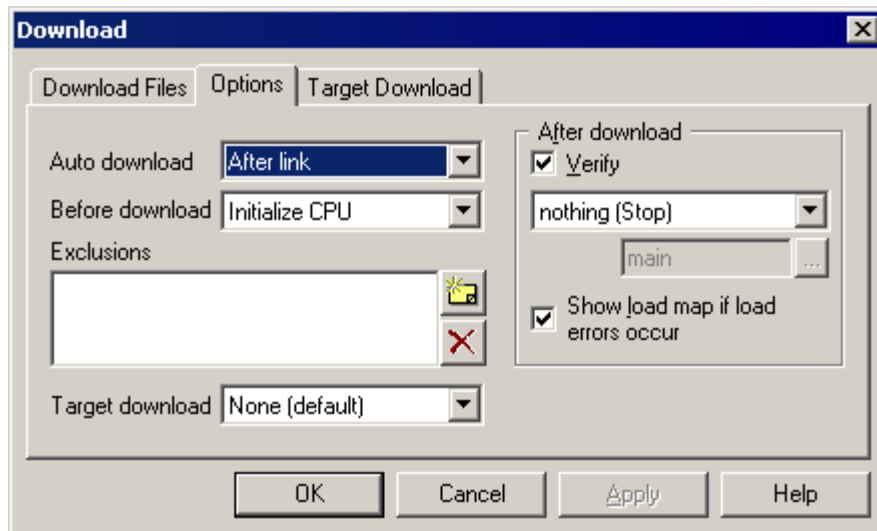 Download
Download Files Options Target Download
Auto download After link
Before download Initialize CPU
Exclusions
Target download None (default)
After download
Verify
nothing (Stop)
main ...
Show load map if load
errors occur
OK Cancel Apply Help